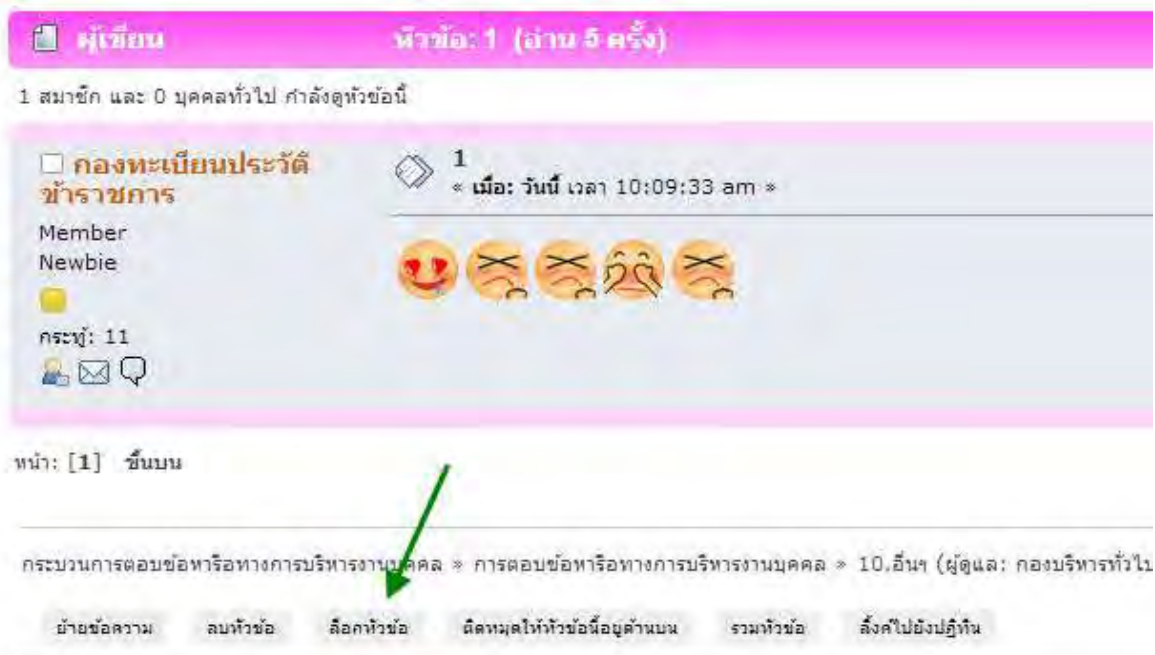 ผู้เขียน หัวข้อ: 1 (อ่าน 5 ครั้ง)
1 สมาชิก และ 0 บุคคลทั่วไป กำลังดูหัวข้อนี้
กองทะเบียนประวัติ
ข้าราชการ
1
« เมื่อ: วันนี้ เวลา 10:09:33 am »
Member
Newbie
กระทู้: 11
หน้า: [1] ขึ้นบน
กระบวนการตอบข้อหารือทางการบริหารงานบุคคล » การตอบข้อหารือทางการบริหารงานบุคคล » 10.อื่นๆ (ผู้ดูแล: กองบริหารทั่วไป
ย้ายข้อความ ลบหัวข้อ ล็อกหัวข้อ ติดหมุดให้หัวข้อนี้อยู่ด้านบน รวมหัวข้อ ลิ้งค์ไปยังปฏิทิน